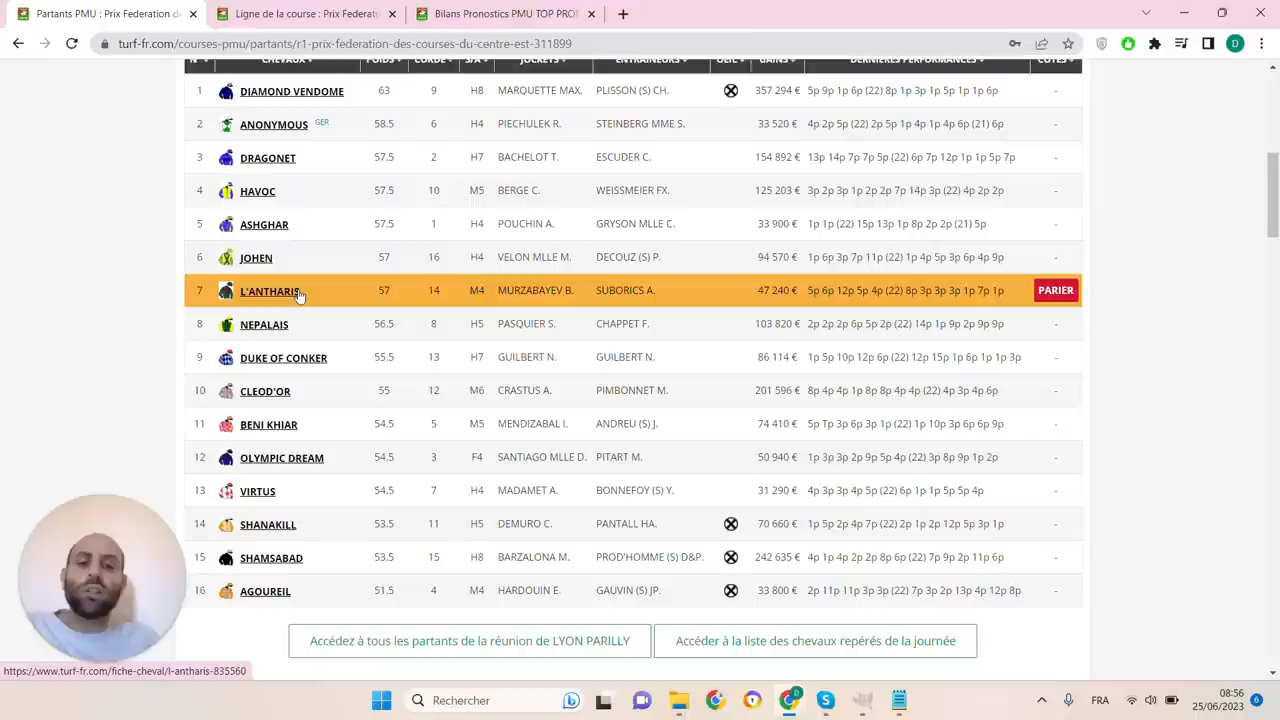 Partants PMU : Prix Federation d
Ligne de la course : Prix Federat
Bilans Pronostics PMU TOP PRO
turf-fr.com/courses-pmu/partants/r1-prix-federation-des-courses-du-centre-est-311899
N° CHEVAUX POIDS CORDE S/A JOCKEYS ENTRAINEURS OEIL GAINS DERNIÈRES PERFORMANCES COTES
1 DIAMOND VENDOME 63 9 H8 MARQUETTE MAX. PLISSON (S) CH. 357 294 € 5p 9p 1p 6p (22) 8p 1p 3p 1p 5p 1p 1p 6p -
2 ANONYMOUS GER 58.5 6 H4 PIECHULEK R. STEINBERG MME S. 33 520 € 4p 2p 5p (22) 2p 5p 1p 4p 1p 4p 6p (21) 6p -
3 DRAGONET 57.5 2 H7 BACHELOT T. ESCUDER C. 154 892 € 13p 14p 7p 7p 5p (22) 6p 7p 12p 1p 1p 5p 7p -
4 HAVOC 57.5 10 M5 BERGE C. WEISSMEIER FX. 125 203 € 3p 2p 3p 1p 2p 2p 7p 14p 3p (22) 4p 2p 2p -
5 ASHGHAR 57.5 1 H4 POUCHIN A. GRYSON MLLE C. 33 900 € 1p 1p (22) 15p 13p 1p 8p 2p 2p (21) 5p -
6 JOHEN 57 16 H4 VELON MLLE M. DECOUZ (S) P. 94 570 € 1p 6p 3p 7p 11p (22) 1p 4p 5p 3p 6p 4p 9p -
7 L'ANTHARIS 57 14 M4 MURZABAYEV B. SUBORICS A. 47 240 € 5p 6p 12p 5p 4p (22) 8p 3p 3p 3p 1p 7p 1p PARIER
8 NEPALAIS 56.5 8 H5 PASQUIER S. CHAPPET F. 103 820 € 2p 2p 2p 6p 5p 2p (22) 14p 1p 9p 2p 9p 9p -
9 DUKE OF CONKER 55.5 13 H7 GUILBERT N. GUILBERT N. 86 114 € 1p 5p 10p 12p 6p (22) 12p 15p 1p 6p 1p 1p 3p -
10 CLEOD'OR 55 12 M6 CRASTUS A. PIMBONNET M. 201 596 € 8p 4p 4p 1p 8p 8p 4p 4p (22) 4p 3p 4p 6p -
11 BENI KHIAR 54.5 5 M5 MENDIZABAL I. ANDREU (S) J. 74 410 € 5p Tp 3p 6p 3p 1p (22) 1p 10p 3p 6p 6p 9p -
12 OLYMPIC DREAM 54.5 3 F4 SANTIAGO MLLE D. PITART M. 50 940 € 1p 3p 3p 2p 9p 5p 4p (22) 3p 8p 9p 1p 2p -
13 VIRTUS 54.5 7 H4 MADAMET A. BONNEFOY (S) Y. 31 290 € 4p 3p 3p 4p 5p (22) 6p 1p 1p 5p 5p 4p -
14 SHANAKILL 53.5 11 H5 DEMURO C. PANTALL HA. 70 660 € 1p 5p 2p 4p 7p (22) 2p 1p 2p 12p 5p 3p 1p -
15 SHAMSABAD 53.5 15 H8 BARZALONA M. PROD'HOMME (S) D&P. 242 635 € 4p 1p 4p 2p 2p 8p 6p (22) 7p 9p 2p 11p 6p -
16 AGOUREIL 51.5 4 M4 HARDOUIN E. GAUVIN (S) JP. 33 800 € 2p 11p 11p 3p 3p (22) 7p 3p 2p 13p 4p 12p 8p -
Accédez à tous les partants de la réunion de LYON PARILLY
Accéder à la liste des chevaux repérés de la journée
https://www.turf-fr.com/fiche-cheval/l-antharis-835560
Rechercher
FRA
08:56
25/06/2023
6
D